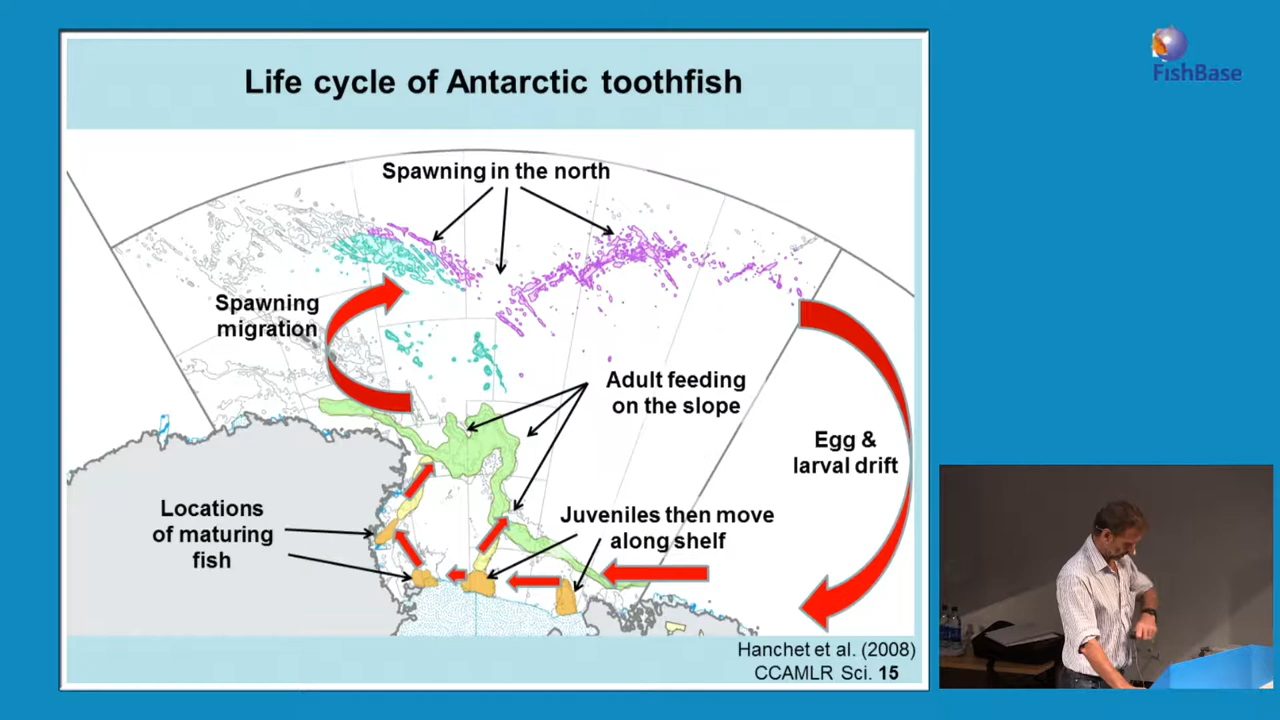 Life cycle of Antarctic toothfish
FishBase
Spawning in the north
Spawning
migration
Adult feeding
on the slope
Egg &
larval drift
Locations
of maturing
fish
Juveniles then move
along shelf
Hanchet et al. (2008)
CCAMLR Sci. 15